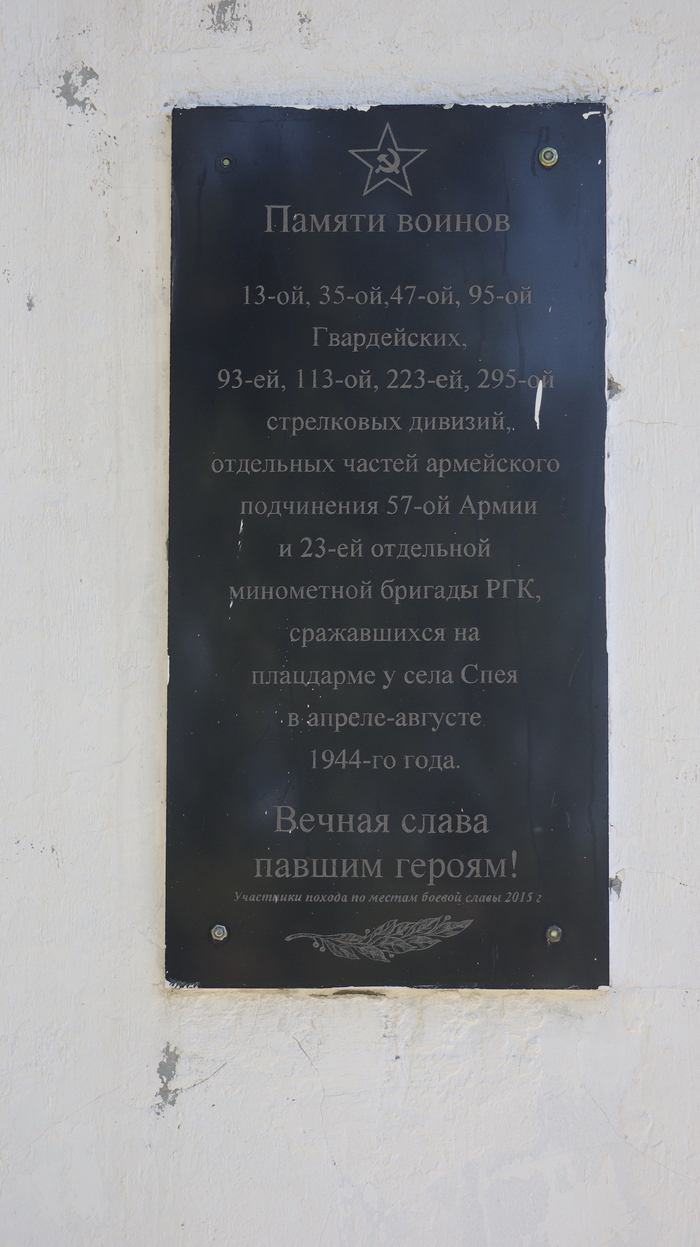 Памяти воинов
13-ой, 35-ой,47-ой, 95-ой
Гвардейских,
93-ей, 113-ой, 223-ей, 295-ой
стрелковых дивизий,
отдельных частей армейского
подчинения 57-ой Армии
и 23-ей отдельной
минометной бригады РГК,
сражавшихся на
плацдарме у села Спея
в апреле-августе
1944-го года.
Вечная слава
павшим героям!
Участники похода по местам боевой славы 2015 г